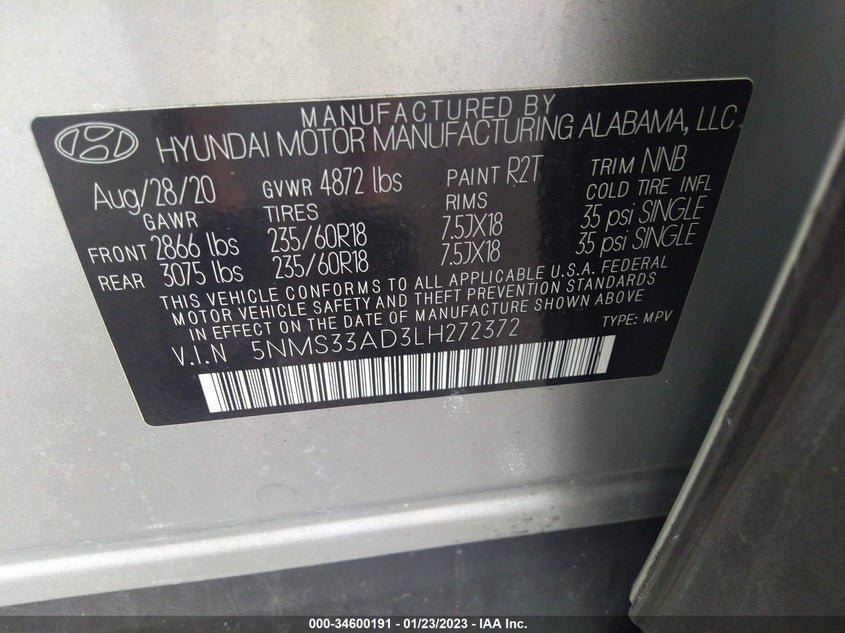 MANUFACTURED BY
HYUNDAI MOTOR MANUFACTURING ALABAMA, LLC
Aug/28/20 GVWR 4872 lbs PAINT R2T TRIM NNB
GAWR TIRES RIMS COLD TIRE INFL
FRONT 2866 lbs 235/60R18 7.5JX18 35 psi SINGLE
REAR 3075 lbs 235/60R18 7.5JX18 35 psi SINGLE
THIS VEHICLE CONFORMS TO ALL APPLICABLE U.S.A. FEDERAL
MOTOR VEHICLE SAFETY AND THEFT PREVENTION STANDARDS
IN EFFECT ON THE DATE OF MANUFACTURE SHOWN ABOVE
V.I.N 5NMS33AD3LH272372 TYPE: MPV
000-34600191 - 01/23/2023 - IAA Inc.